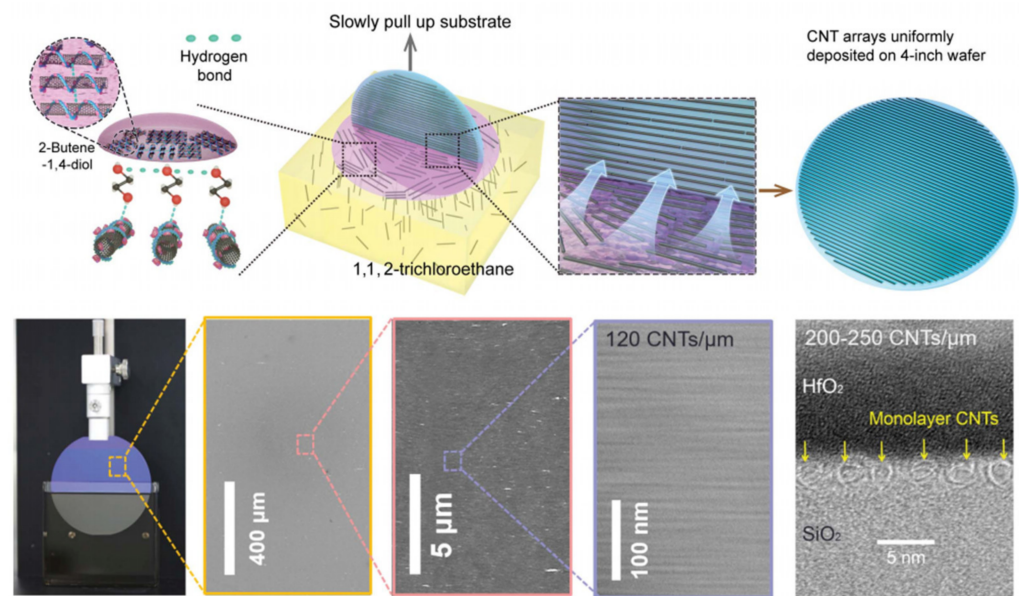 Slowly pull up substrate
Hydrogen
bond
CNT arrays uniformly
deposited on 4-inch wafer
2-Butene
-1,4-diol
1,1, 2-trichloroethane
120 CNTs/μm
200-250 CNTs/μm
HfO₂
Monolayer CNTs
400 μm
5 μm
100 nm
SiO₂
5 nm